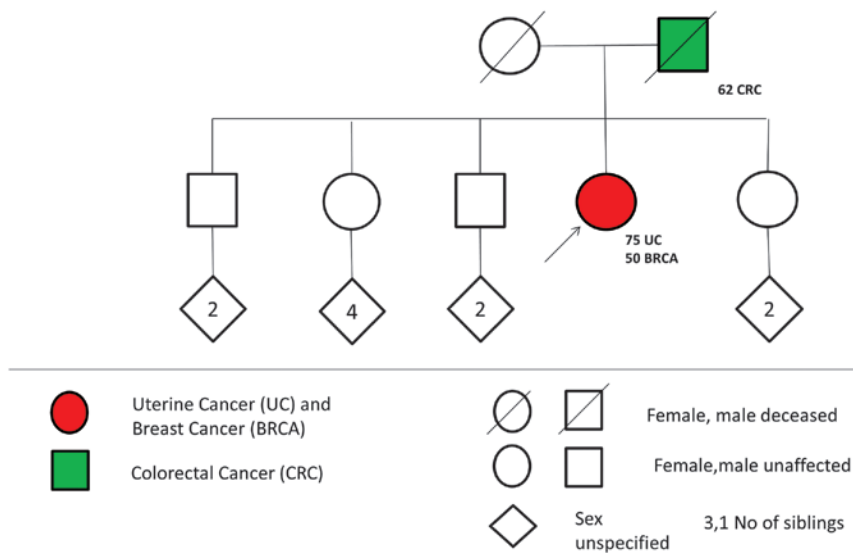 62 CRC
75 UC
50 BRCA
2
4
2
2
Uterine Cancer (UC) and
Breast Cancer (BRCA)
Colorectal Cancer (CRC)
Female, male deceased
Female,male unaffected
Sex
unspecified
3,1 No of siblings